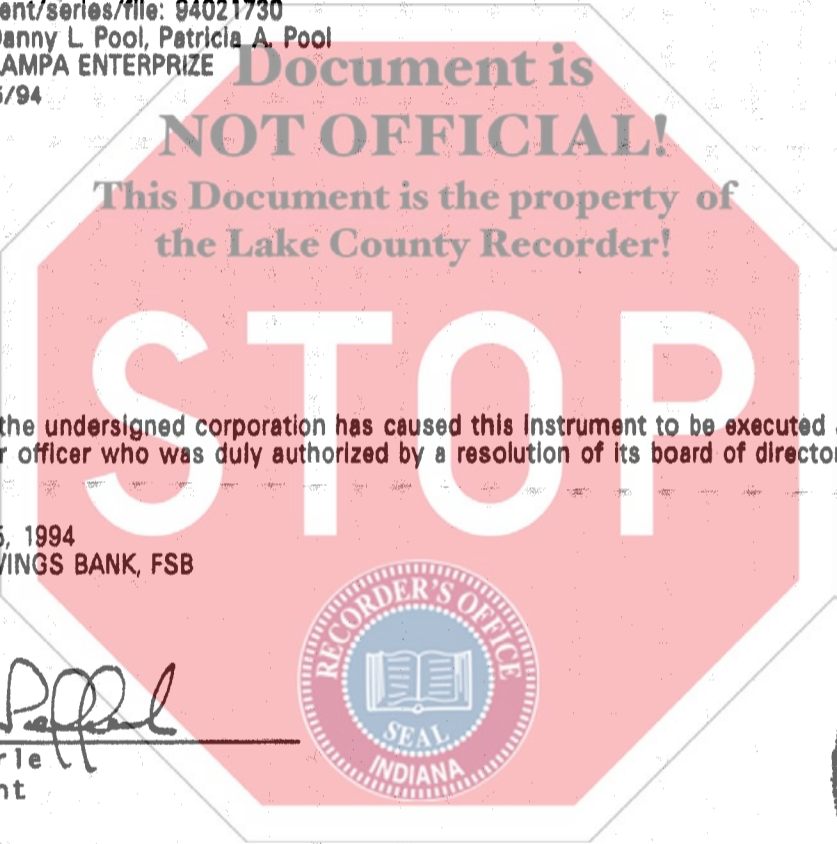 ent/series/file: 94021730
Danny L. Pool, Patricia A. Pool
AMPA ENTERPRIZE
/94
Document is
NOT OFFICIAL!
This Document is the property of
the Lake County Recorder!
STOP
the undersigned corporation has caused this instrument to be executed
r officer who was duly authorized by a resolution of its board of director
, 1994
VINGS BANK, FSB
rle
nt
RECORDER'S OFFICE
SEAL
INDIANA